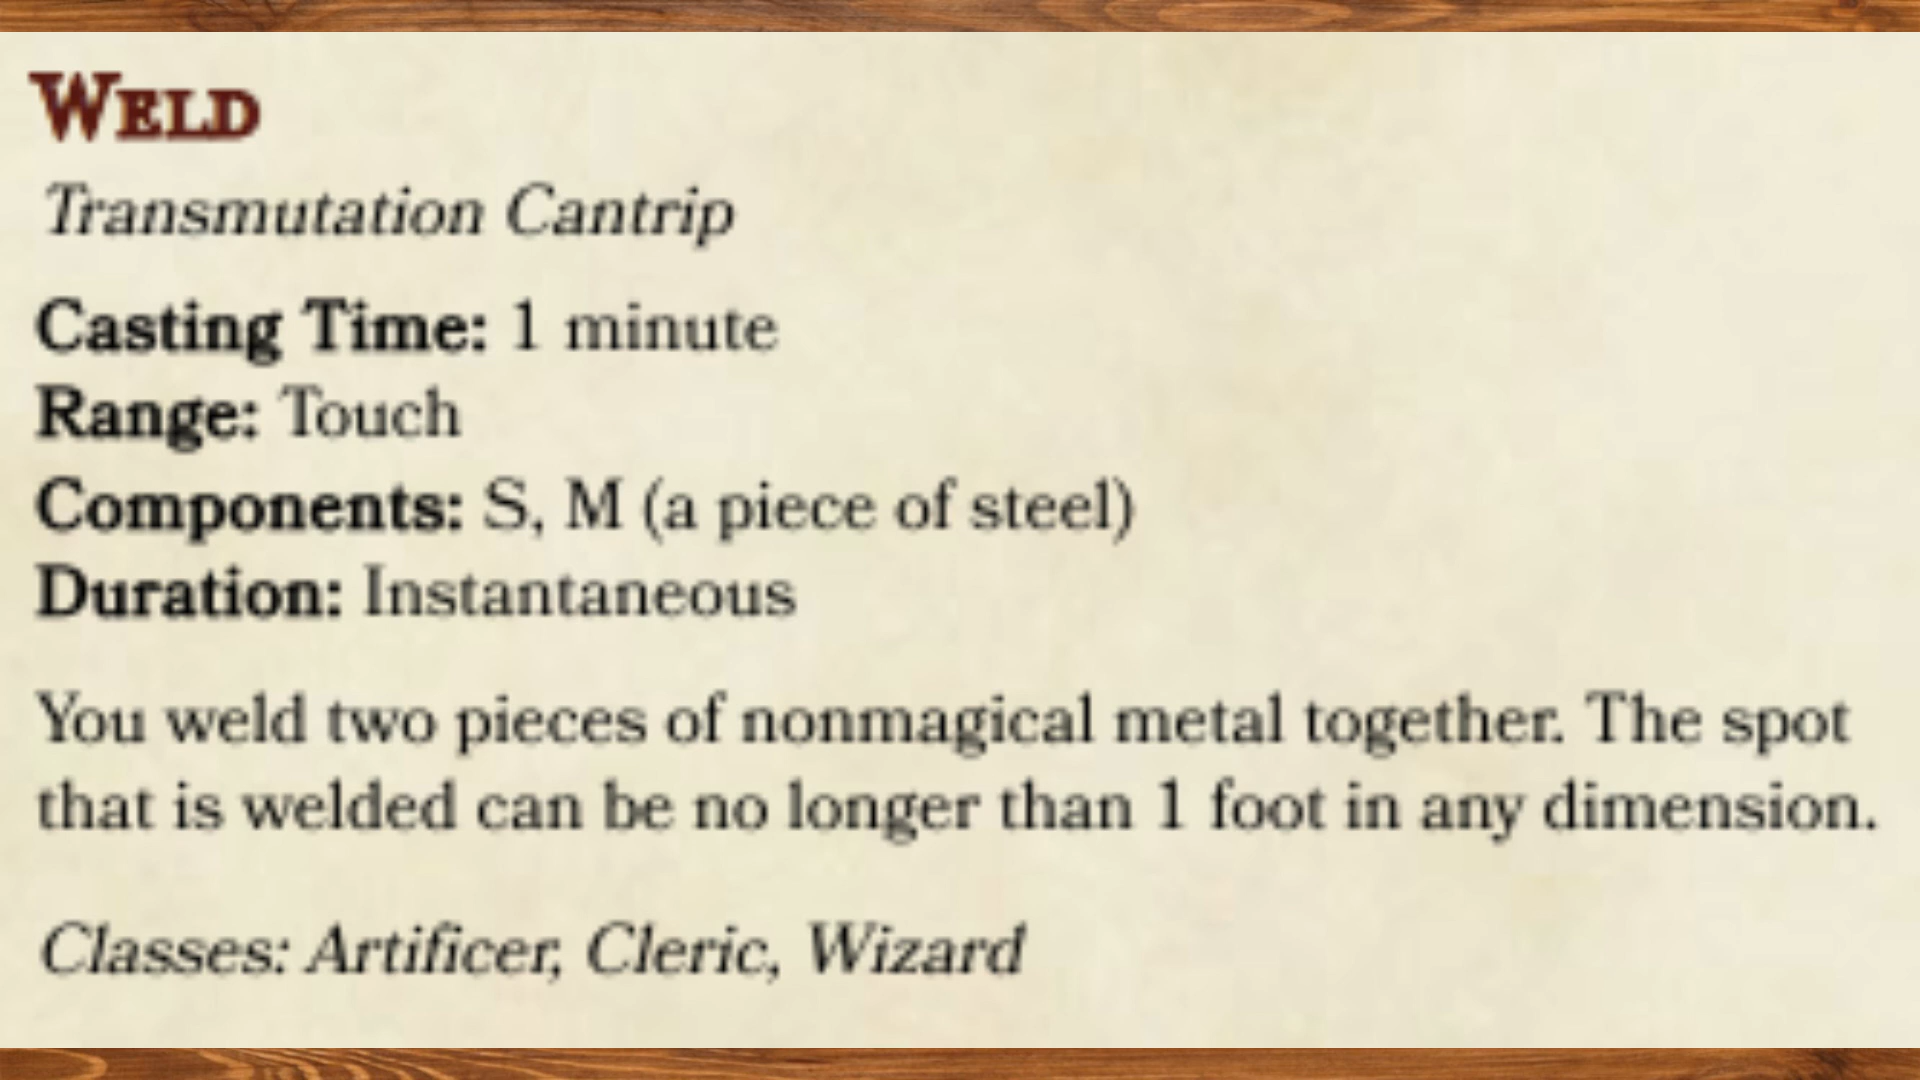 Weld
Transmutation Cantrip
Casting Time: 1 minute
Range: Touch
Components: S, M (a piece of steel)
Duration: Instantaneous
You weld two pieces of nonmagical metal together. The spot
that is welded can be no longer than 1 foot in any dimension.
Classes: Artificer, Cleric, Wizard